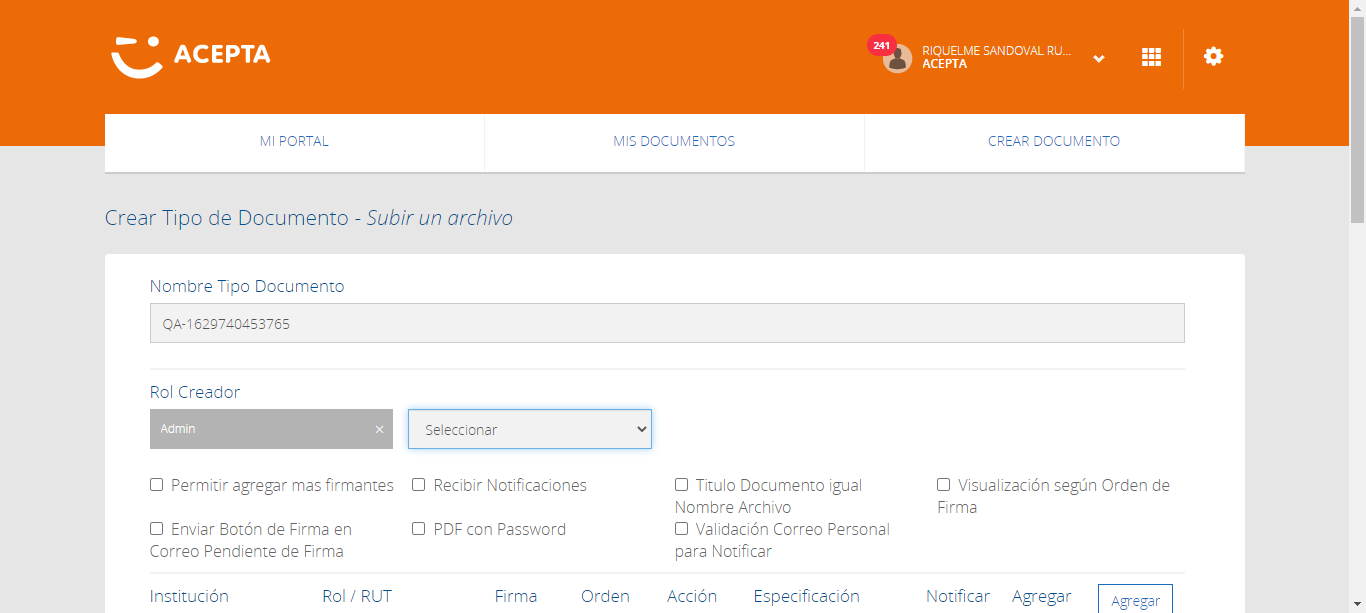 ACEPTA
241
RIQUELME SANDOVAL RU...
ACEPTA
MI PORTAL
MIS DOCUMENTOS
CREAR DOCUMENTO
Crear Tipo de Documento - Subir un archivo
Nombre Tipo Documento
QA-1629740453765
Rol Creador
Admin ×
Seleccionar
Permitir agregar mas firmantes
Recibir Notificaciones
Titulo Documento igual
Nombre Archivo
Visualización según Orden de
Firma
Enviar Botón de Firma en
Correo Pendiente de Firma
PDF con Password
Validación Correo Personal
para Notificar
Institución Rol / RUT Firma Orden Acción Especificación Notificar Agregar Agregar